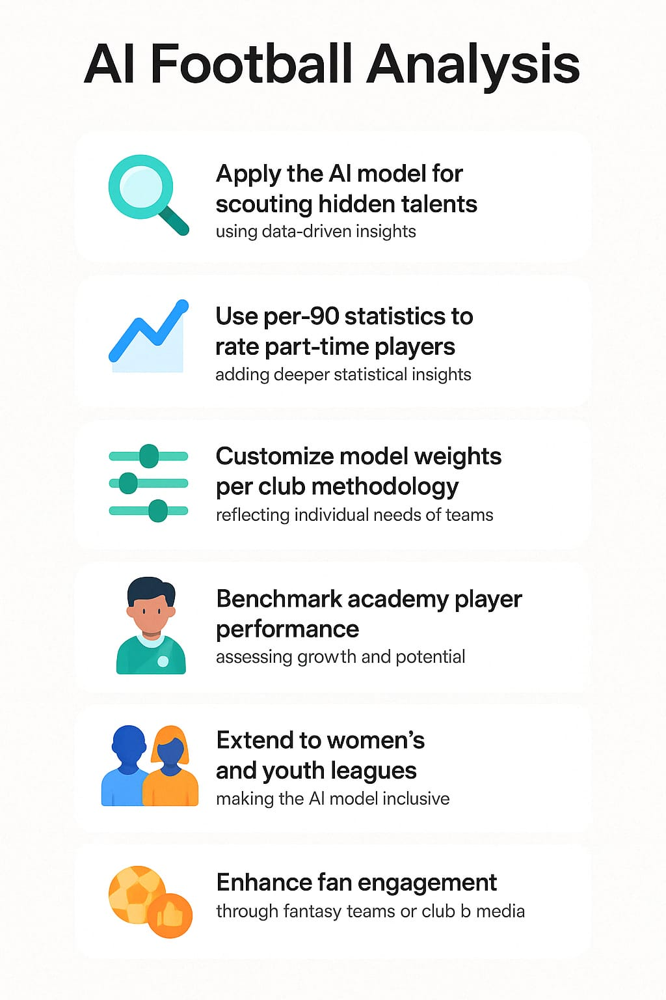 AI Football Analysis
Apply the AI model for
scouting hidden talents
using data-driven insights
Use per-90 statistics to
rate part-time players
adding deeper statistical insights
Customize model weights
per club methodology
reflecting individual needs of teams
Benchmark academy player
performance
assessing growth and potential
Extend to women's
and youth leagues
making the AI model inclusive
Enhance fan engagement
through fantasy teams or club b media